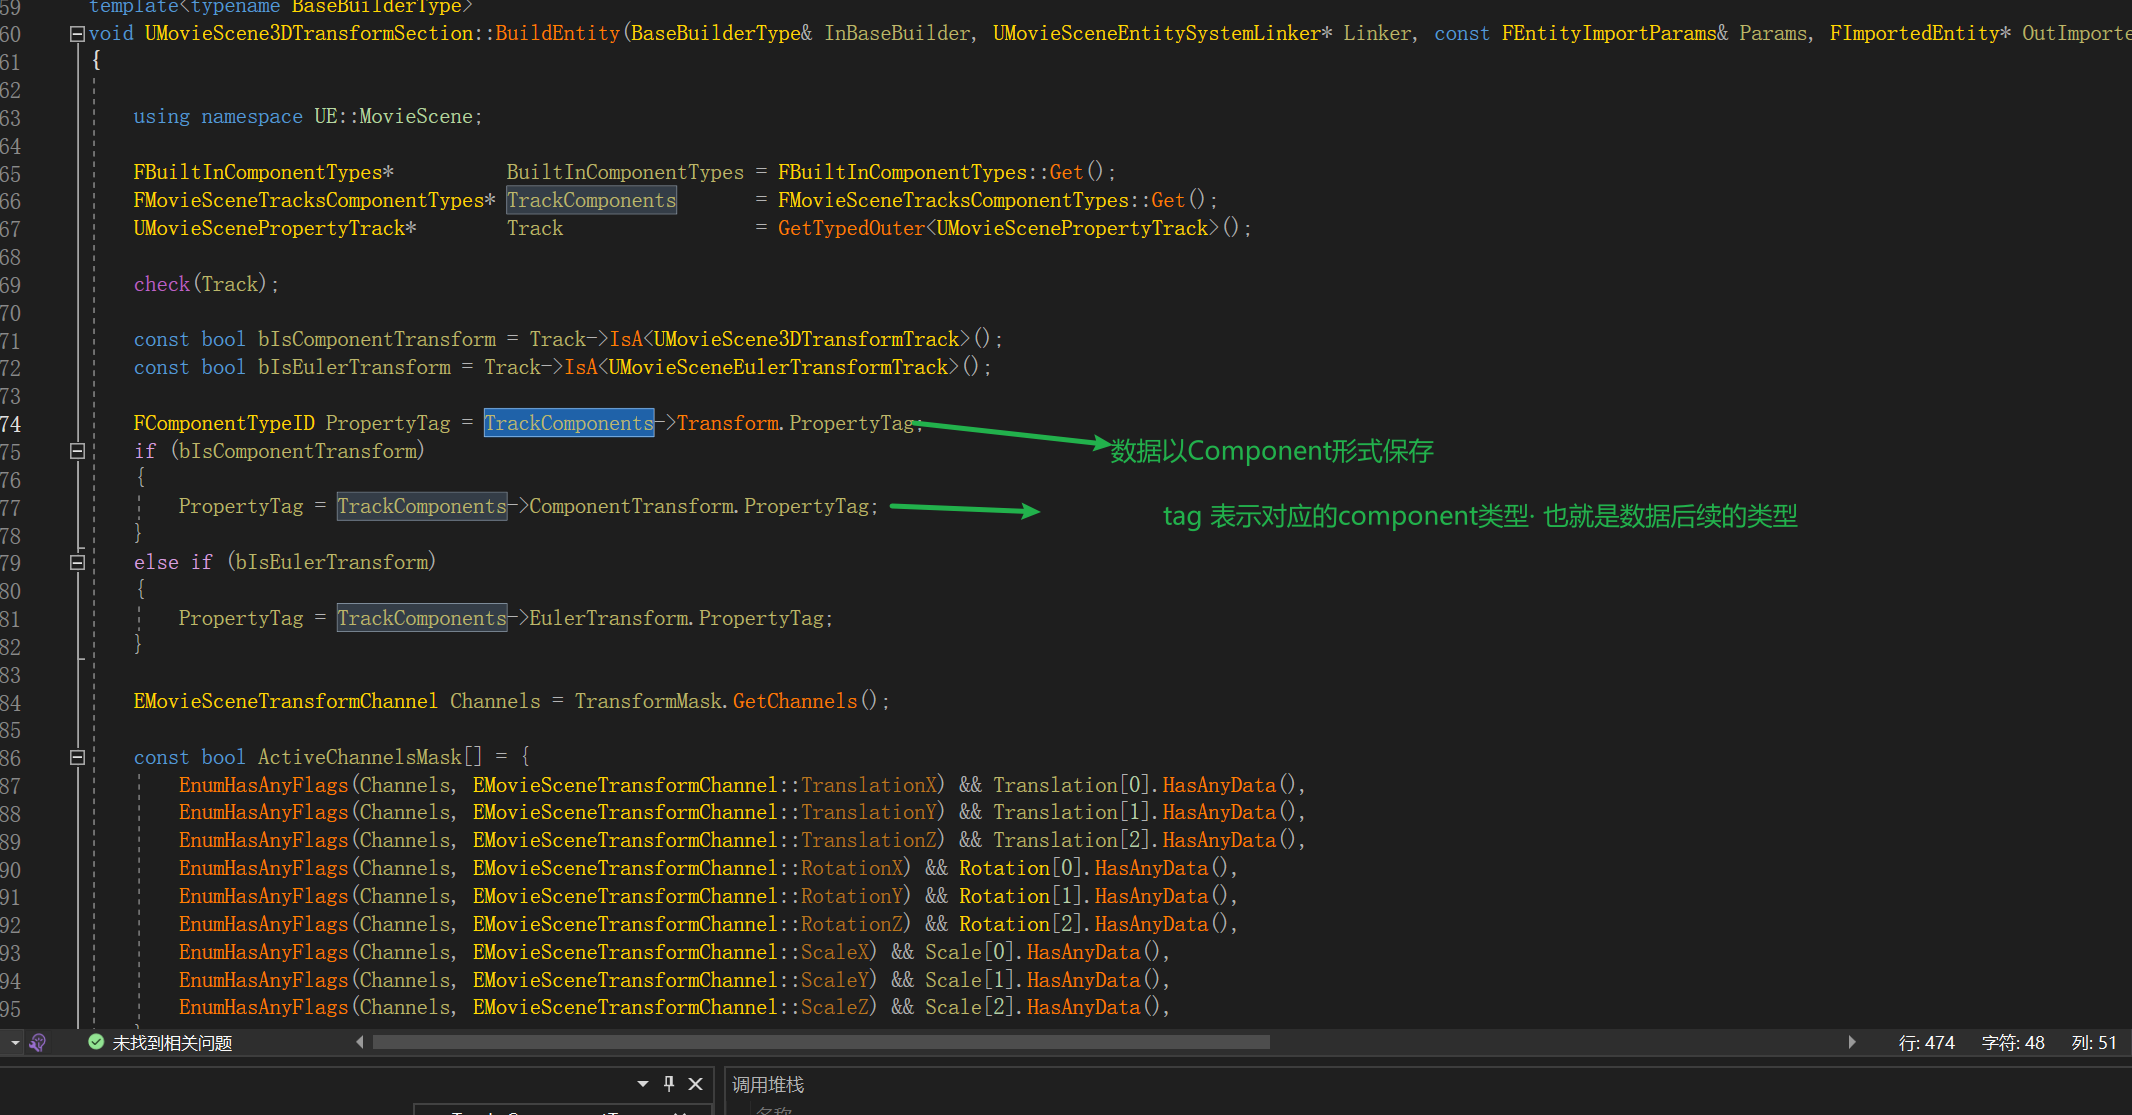 59 template<typename BaseBuilderType>
60 void UMovieScene3DTransformSection::BuildEntity(BaseBuilderType& InBaseBuilder, UMovieSceneEntitySystemLinker* Linker, const FEntityImportParams& Params, FImportedEntity* OutImporte
61 {
62
63 using namespace UE::MovieScene;
64
65 FBuiltInComponentTypes* BuiltInComponentTypes = FBuiltInComponentTypes::Get();
66 FMovieSceneTracksComponentTypes* TrackComponents = FMovieSceneTracksComponentTypes::Get();
67 UMovieScenePropertyTrack* Track = GetTypedOuter<UMovieScenePropertyTrack>();
68
69 check(Track);
70
71 const bool bIsComponentTransform = Track->IsA<UMovieScene3DTransformTrack>();
72 const bool bIsEulerTransform = Track->IsA<UMovieSceneEulerTransformTrack>();
73
74 FComponentTypeID PropertyTag = TrackComponents->Transform.PropertyTag;
数据以Component形式保存
75 if (bIsComponentTransform)
76 {
77 PropertyTag = TrackComponents->ComponentTransform.PropertyTag;
tag 表示对应的component类型· 也就是数据后续的类型
78 }
79 else if (bIsEulerTransform)
80 {
81 PropertyTag = TrackComponents->EulerTransform.PropertyTag;
82 }
83
84 EMovieSceneTransformChannel Channels = TransformMask.GetChannels();
85
86 const bool ActiveChannelsMask[] = {
87 EnumHasAnyFlags(Channels, EMovieSceneTransformChannel::TranslationX) && Translation[0].HasAnyData(),
88 EnumHasAnyFlags(Channels, EMovieSceneTransformChannel::TranslationY) && Translation[1].HasAnyData(),
89 EnumHasAnyFlags(Channels, EMovieSceneTransformChannel::TranslationZ) && Translation[2].HasAnyData(),
90 EnumHasAnyFlags(Channels, EMovieSceneTransformChannel::RotationX) && Rotation[0].HasAnyData(),
91 EnumHasAnyFlags(Channels, EMovieSceneTransformChannel::RotationY) && Rotation[1].HasAnyData(),
92 EnumHasAnyFlags(Channels, EMovieSceneTransformChannel::RotationZ) && Rotation[2].HasAnyData(),
93 EnumHasAnyFlags(Channels, EMovieSceneTransformChannel::ScaleX) && Scale[0].HasAnyData(),
94 EnumHasAnyFlags(Channels, EMovieSceneTransformChannel::ScaleY) && Scale[1].HasAnyData(),
95 EnumHasAnyFlags(Channels, EMovieSceneTransformChannel::ScaleZ) && Scale[2].HasAnyData(),
未找到相关问题 行: 474 字符: 48 列: 51
调用堆栈
名称